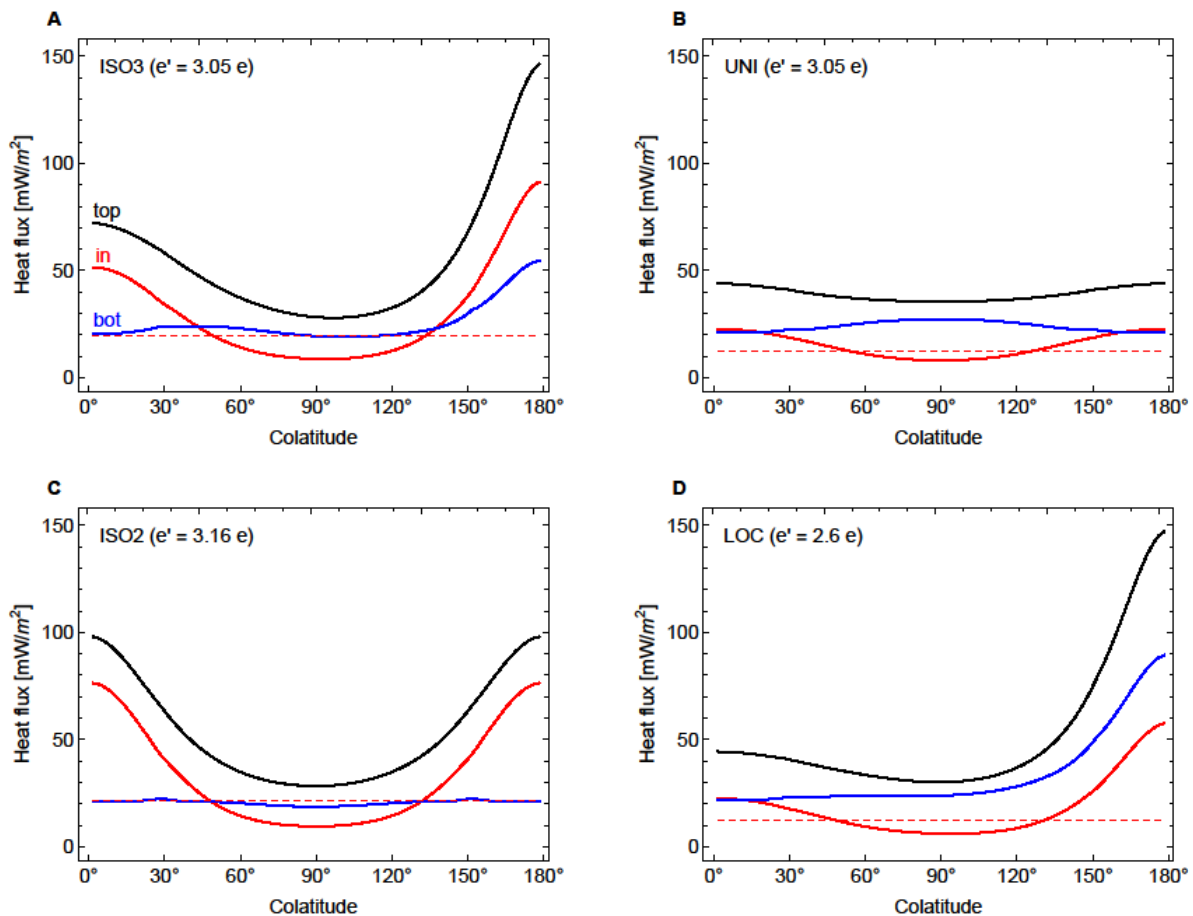 A
ISO3 (e' = 3.05 e)
Heat flux [mW/m²]
150
100
50
0
top
in
bot
0° 30° 60° 90° 120° 150° 180°
Colatitude
B
UNI (e' = 3.05 e)
Heta flux [mW/m²]
150
100
50
0
0° 30° 60° 90° 120° 150° 180°
Colatitude
C
ISO2 (e' = 3.16 e)
Heat flux [mW/m²]
150
100
50
0
0° 30° 60° 90° 120° 150° 180°
Colatitude
D
LOC (e' = 2.6 e)
Heat flux [mW/m²]
150
100
50
0
0° 30° 60° 90° 120° 150° 180°
Colatitude